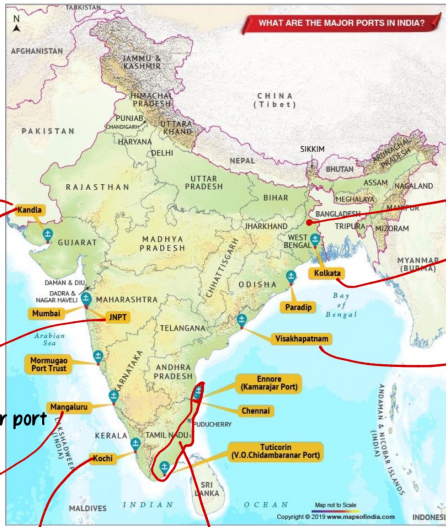 TAJIKISTAN
WHAT ARE THE MAJOR PORTS IN INDIA?
N
AFGHANISTAN
JAMMU &
KASHMIR
CHINA
(Tibet)
HIMACHAL
PRADESH
PUNJAB
CHANDIGARH
UTTARA
KHAND
PAKISTAN
HARYANA
DELHI
NEPAL
SIKKIM
BHUTAN
ARUNACHAL
PRADESH
RAJASTHAN
UTTAR
PRADESH
BIHAR
ASSAM
NAGALAND
MEGHALAYA
MANIPUR
BANGLADESH
Kandla
GUJARAT
MADHYA
PRADESH
JHARKHAND
WEST
BENGAL
TRIPURA
MIZORAM
CHHATTISGARH
Kolkata
MYANMAR
(BURMA)
DAMAN & DIU
DADRA &
NAGAR HAVELI
MAHARASHTRA
ODISHA
Paradip
Bay
of
Bengal
Mumbai
JNPT
Arabian
Sea
TELANGANA
Visakhapatnam
Mormugao
Port Trust
KARNATAKA
ANDHRA
PRADESH
Ennore
(Kamarajar Port)
Mangaluru
Chennai
r port
PUDUCHERRY
LAKSHADWEEP
(INDIA)
KERALA
TAMIL NADU
Tuticorin
(V.O.Chidambaranar Port)
Kochi
ANDAMAN & NICOBAR ISLANDS
(INDIA)
SRI
LANKA
MALDIVES
INDIAN OCEAN
Map not to Scale
Copyright © 2019 www.mapsofindia.com
INDONES